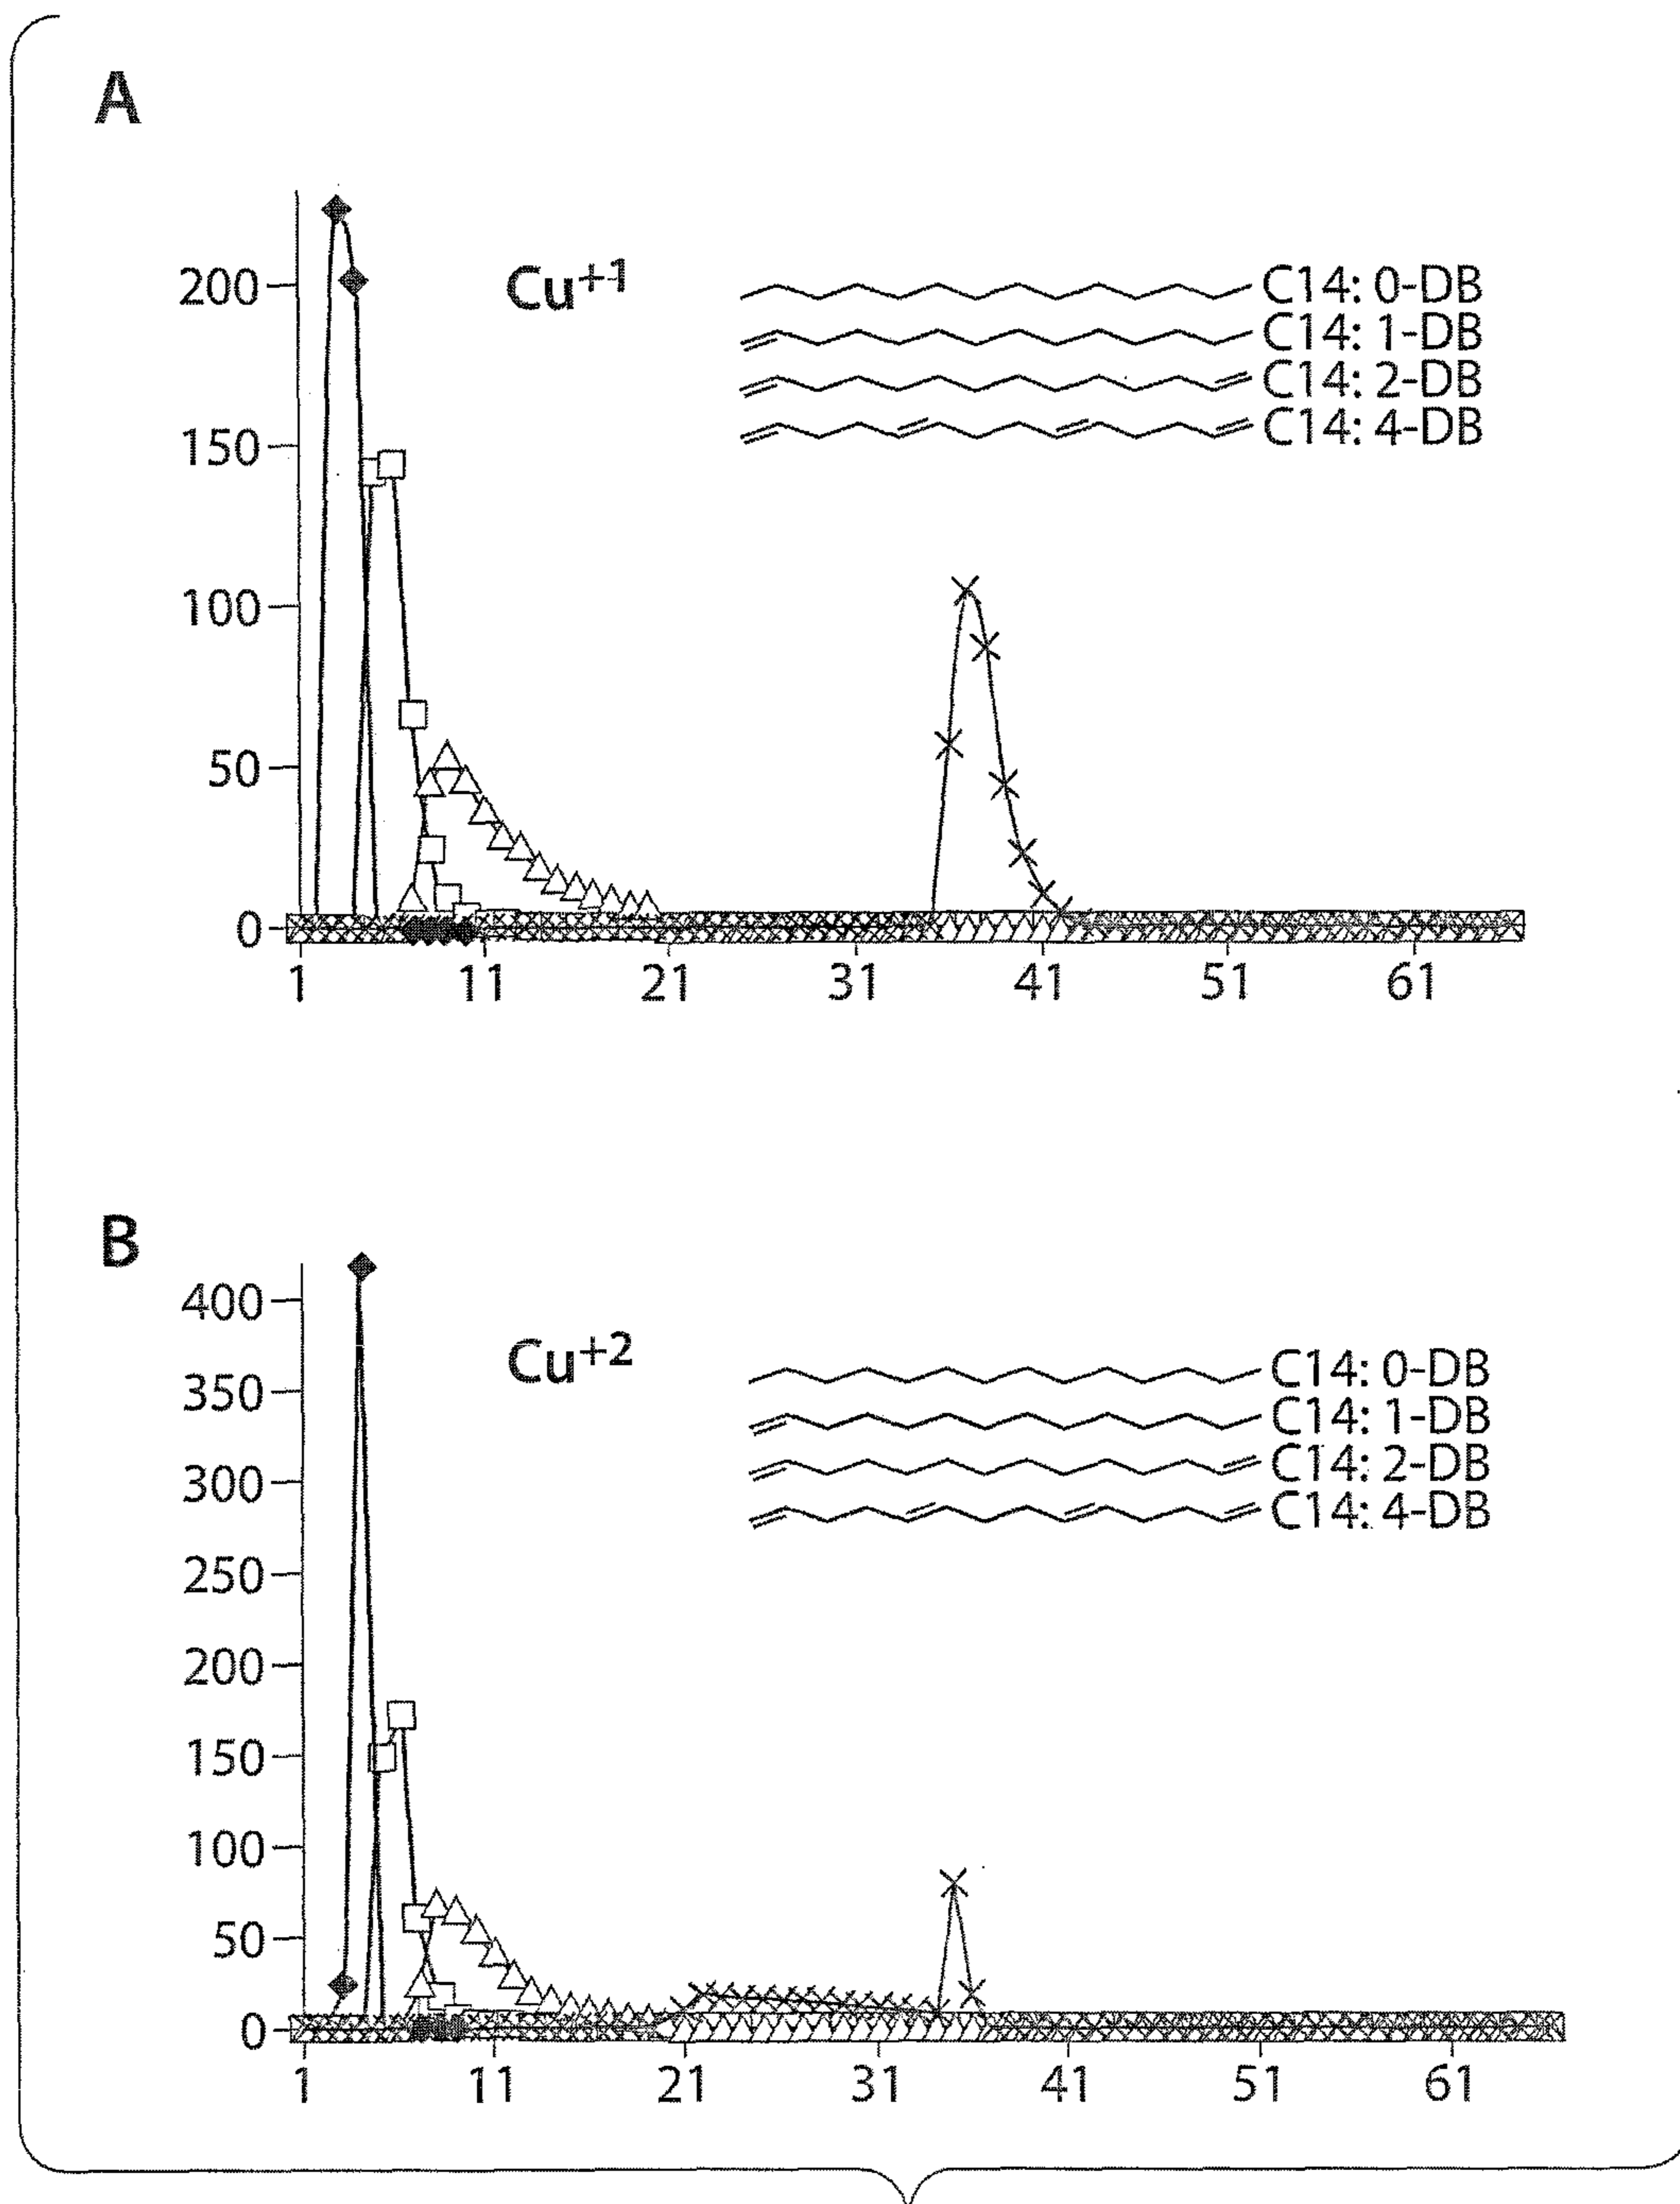 A
Cu+1
C14: 0-DB
C14: 1-DB
C14: 2-DB
C14: 4-DB
200
150
100
50
0
1 11 21 31 41 51 61
B
Cu+2
C14: 0-DB
C14: 1-DB
C14: 2-DB
C14: 4-DB
400
350
300
250
200
150
100
50
0
1 11 21 31 41 51 61